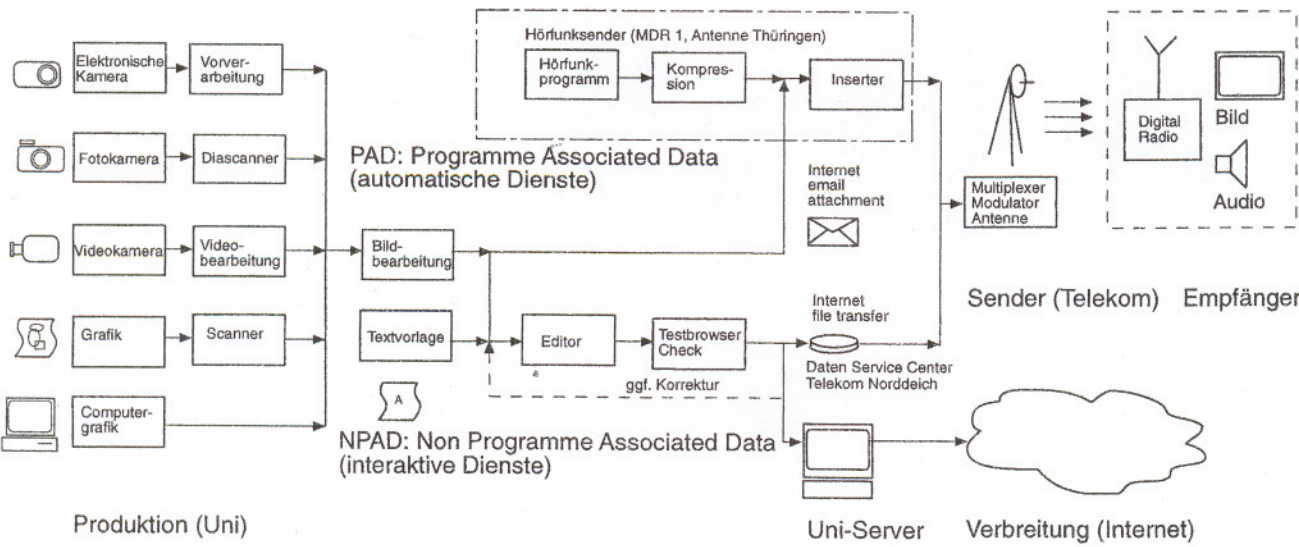 Hörfunksender (MDR 1, Antenne Thüringen)
Elektronische
Kamera
Vorver-
arbeitung
Hörfunk-
programm
Kompres-
sion
Inserter
Fotokamera
Diascanner
PAD: Programme Associated Data
(automatische Dienste)
Internet
email
attachment
Multiplexer
Modulator
Antenne
Digital
Radio
Bild
Audio
Videokamera
Video-
bearbeitung
Bild-
bearbeitung
Sender (Telekom)
Empfänger
Grafik
Scanner
Textvorlage
Editor
Testbrowser
Check
Internet
file transfer
Daten Service Center
Telekom Norddeich
ggf. Korrektur
A
Computer-
grafik
NPAD: Non Programme Associated Data
(interaktive Dienste)
Produktion (Uni)
Uni-Server
Verbreitung (Internet)